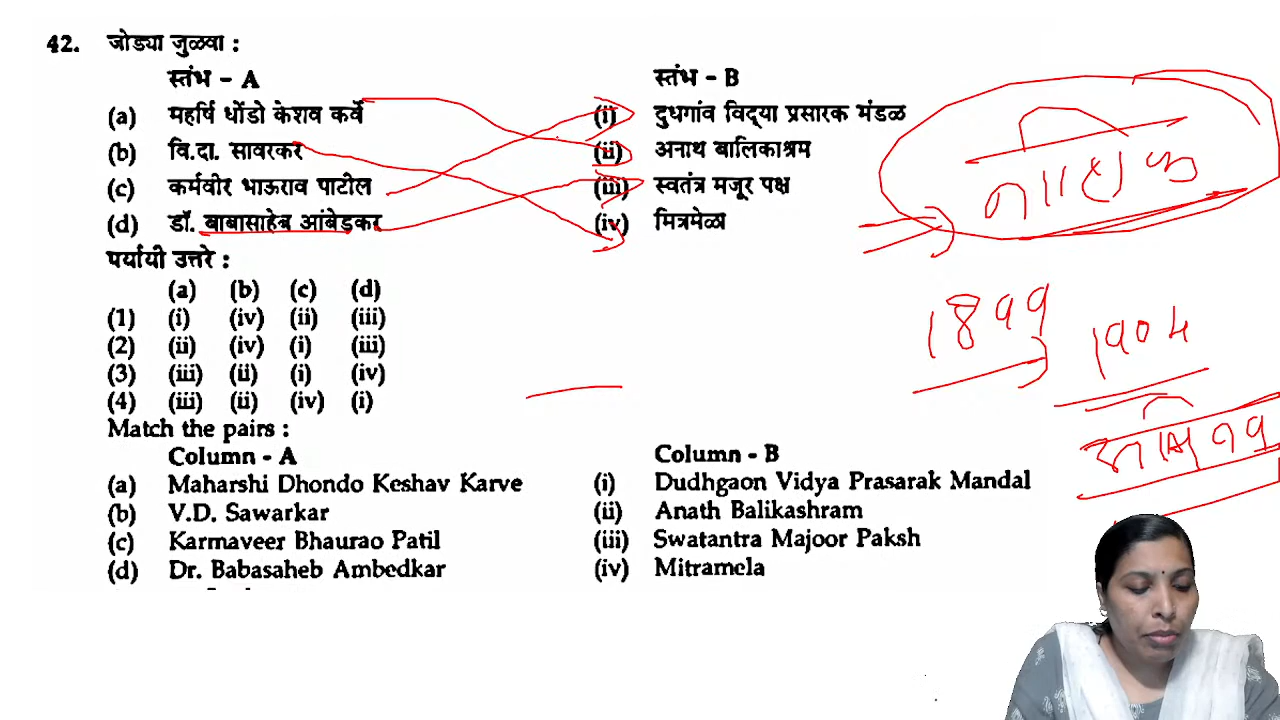 42. जोड्या जुळवा :
स्तंभ - A स्तंभ - B
(a) महर्षि धोंडो केशव कर्वे (i) दुधगांव विद्या प्रसारक मंडळ
(b) वि.दा. सावरकर (ii) अनाथ बालिकाश्रम
(c) कर्मवीर भाऊराव पाटील (iii) स्वतंत्र मजूर पक्ष
(d) डॉ. बाबासाहेब आंबेडकर (iv) मित्रमेळा
पर्यायी उत्तरे :
(a) (b) (c) (d)
(1) (i) (iv) (ii) (iii)
(2) (ii) (iv) (i) (iii)
(3) (iii) (ii) (i) (iv)
(4) (iii) (ii) (iv) (i)
Match the pairs :
Column - A Column - B
(a) Maharshi Dhondo Keshav Karve (i) Dudhgaon Vidya Prasarak Mandal
(b) V.D. Sawarkar (ii) Anath Balikashram
(c) Karmaveer Bhaurao Patil (iii) Swatantra Majoor Paksh
(d) Dr. Babasaheb Ambedkar (iv) Mitramela
1899
1904